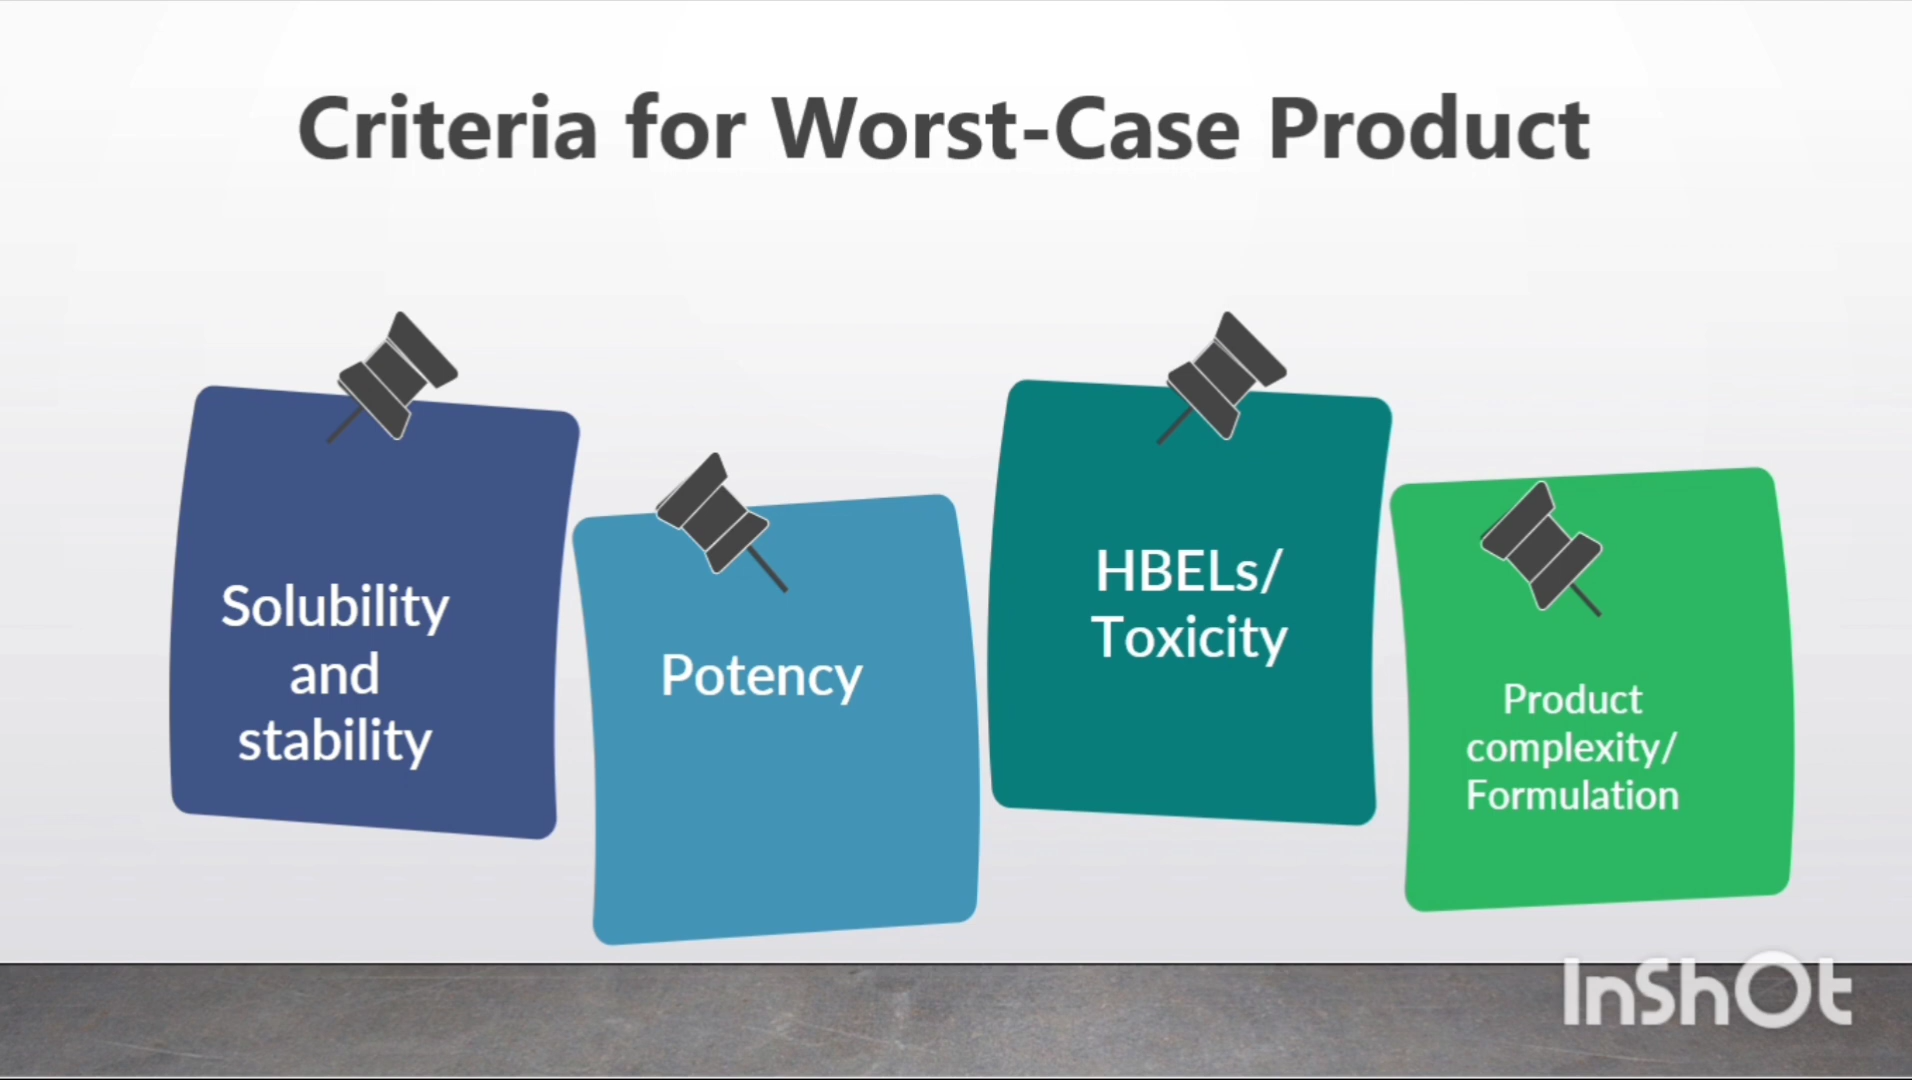 Criteria for Worst-Case Product
Solubility
and
stability
Potency
HBELs/
Toxicity
Product
complexity/
Formulation
InShOt